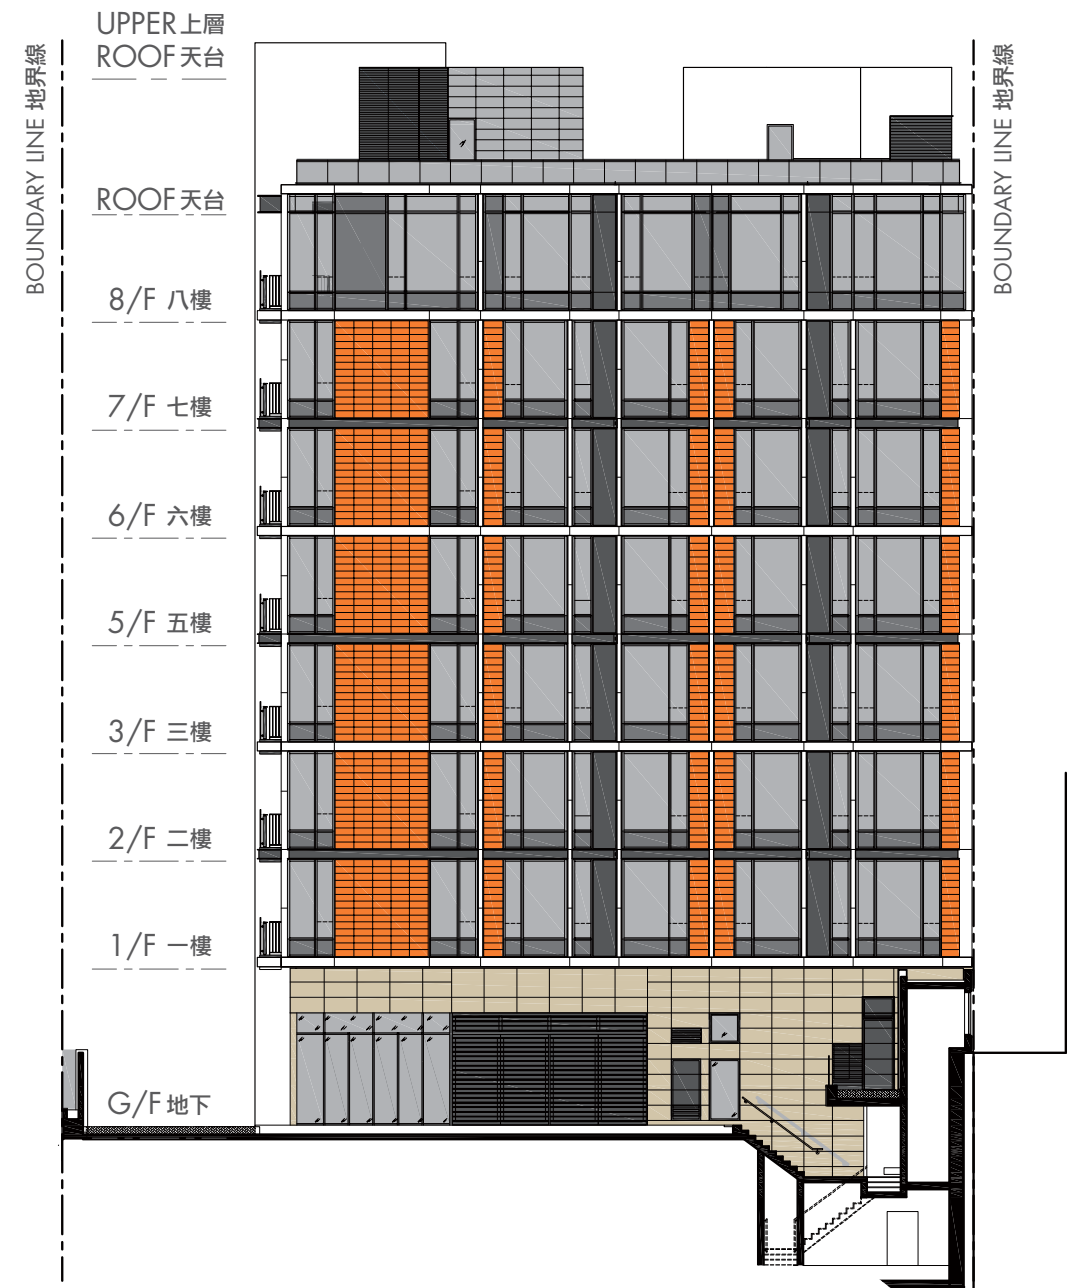 UPPER 上層
ROOF 天台
BOUNDARY LINE 地界線
BOUNDARY LINE 地界線
ROOF 天台
8/F 八樓
7/F 七樓
6/F 六樓
5/F 五樓
3/F 三樓
2/F 二樓
1/F 一樓
G/F 地下